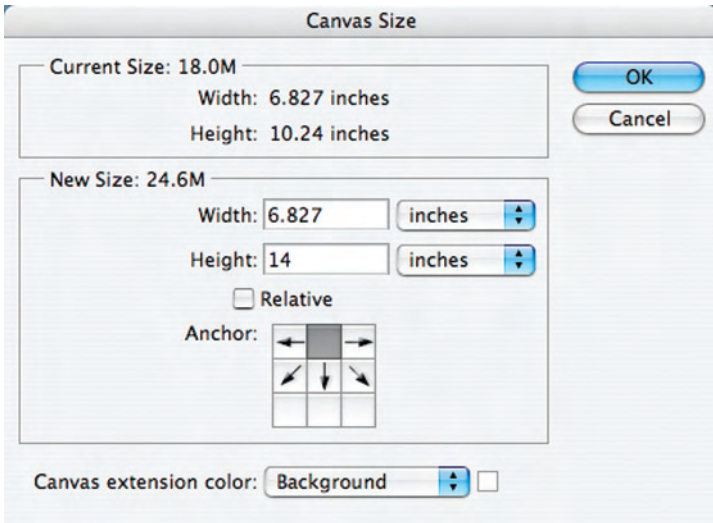 Canvas Size
Current Size: 18.0M
Width: 6.827 inches
Height: 10.24 inches
OK
Cancel
New Size: 24.6M
Width: 6.827 inches
Height: 14 inches
Relative
Anchor:
Canvas extension color: Background